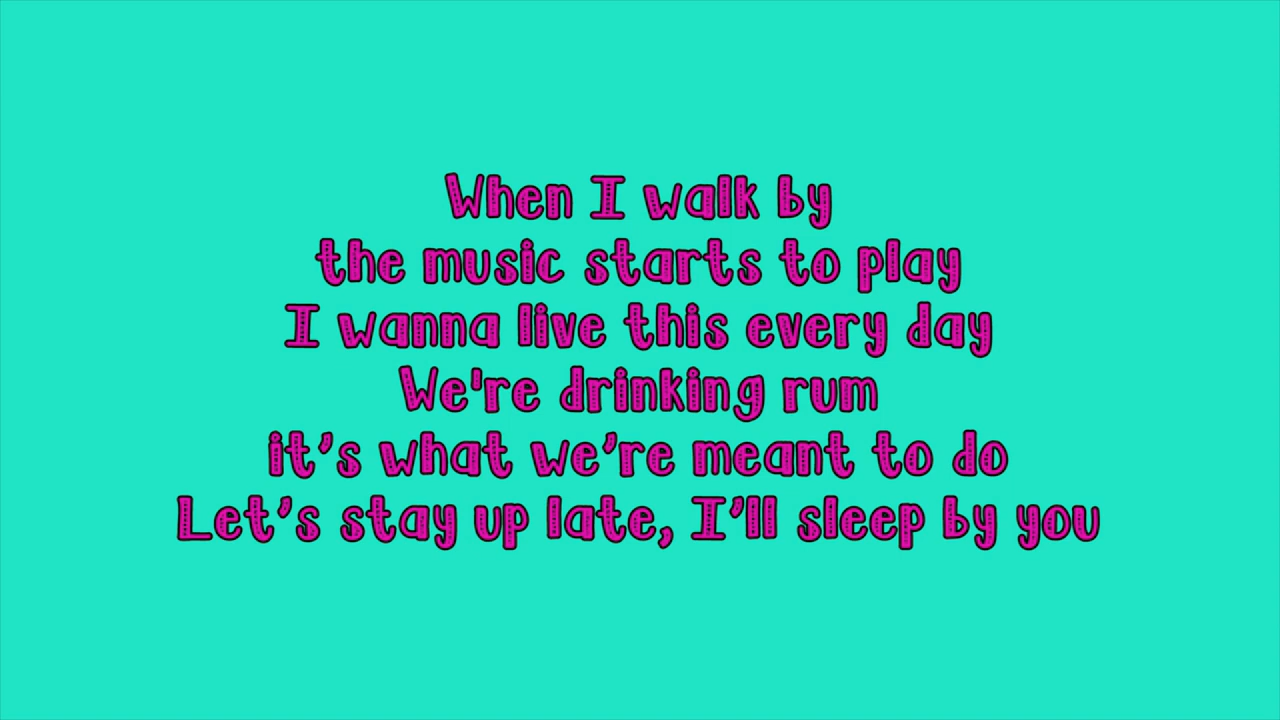 When I walk by
the music starts to play
I wanna live this every day
We're drinking rum
it’s what we’re meant to do
Let’s stay up late, I’ll sleep by you